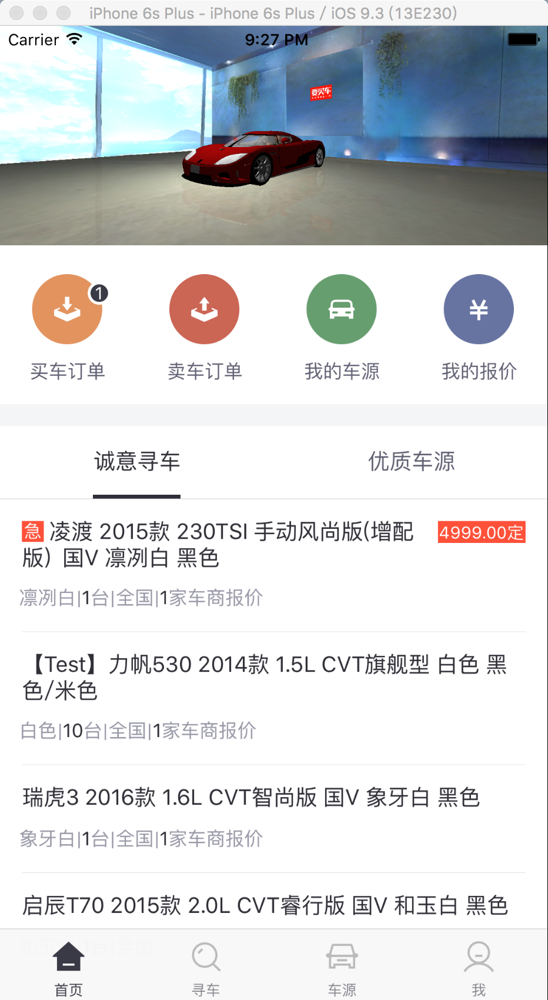 iPhone 6s Plus - iPhone 6s Plus / iOS 9.3 (13E230)
Carrier 9:27 PM
要买车
1
买车订单 卖车订单 我的车源 我的报价
诚意寻车 优质车源
急 凌渡 2015款 230TSI 手动风尚版(增配 4999.00定
版) 国V 凛冽白 黑色
凛冽白|1台|全国|1家车商报价
【Test】力帆530 2014款 1.5L CVT旗舰型 白色 黑
色/米色
白色|10台|全国|1家车商报价
瑞虎3 2016款 1.6L CVT智尚版 国V 象牙白 黑色
象牙白|1台|全国|1家车商报价
启辰T70 2015款 2.0L CVT睿行版 国V 和玉白 黑色
首页 寻车 车源 我